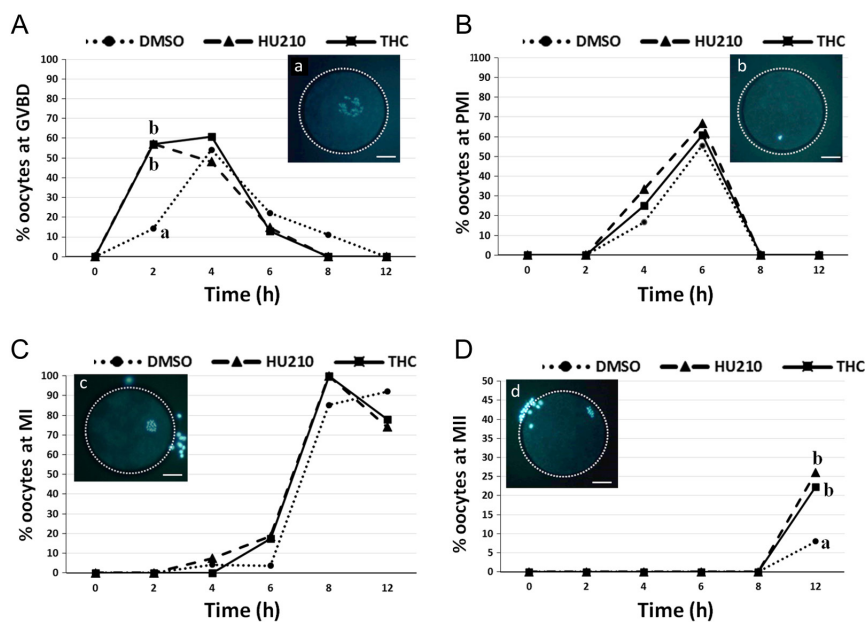 A
DMSO HU210 THC
% oocytes at GVBD
100
90
80
70
60
50
40
30
20
10
0
a
b
b
a
0 2 4 6 8 12
Time (h)
B
DMSO HU210 THC
% oocytes at PMI
1100
90
80
70
60
50
40
30
20
10
0
b
0 2 4 6 8 12
Time (h)
C
DMSO HU210 THC
% oocytes at MI
100
90
80
70
60
50
40
30
20
10
0
c
0 2 4 6 8 12
Time (h)
D
DMSO HU210 THC
% oocytes at MII
50
45
40
35
30
25
20
15
10
5
0
d
b
b
a
0 2 4 6 8 12
Time (h)